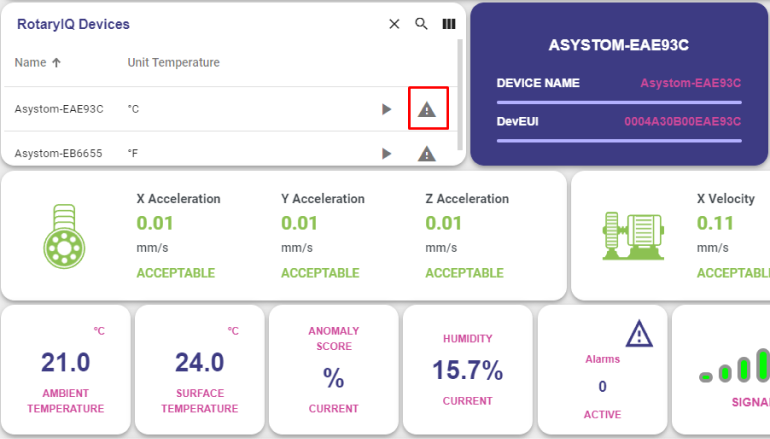 RotaryIQ Devices
Name Unit Temperature
Asystom-EAE93C °C
Asystom-EB6655 °F
ASYSTOM-EAE93C
DEVICE NAME Asystom-EAE93C
DevEUI 0004A30B00EAE93C
X Acceleration Y Acceleration Z Acceleration X Velocity
0.01 0.01 0.01 0.11
mm/s mm/s mm/s mm/s
ACCEPTABLE ACCEPTABLE ACCEPTABLE ACCEPTABL
°C
21.0
AMBIENT
TEMPERATURE
°C
24.0
SURFACE
TEMPERATURE
ANOMALY
SCORE
%
CURRENT
HUMIDITY
15.7%
CURRENT
Alarms
0
ACTIVE
SIGNA